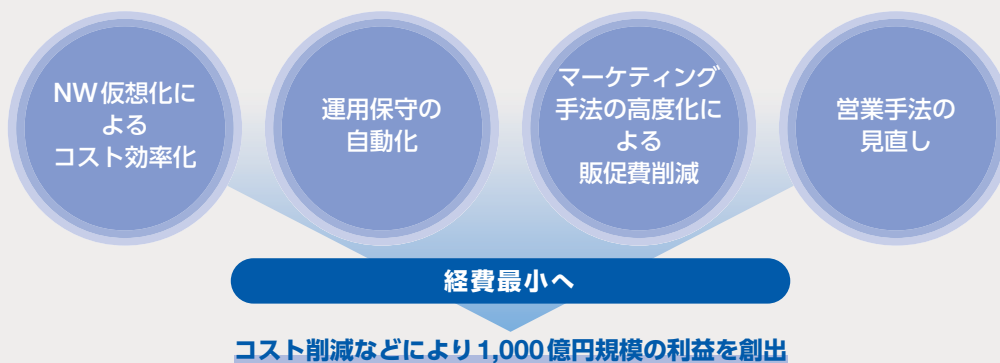 NW仮想化に
よる
コスト効率化
運用保守の
自動化
マーケティング
手法の高度化に
よる
販促費削減
営業手法の
見直し
経費最小へ
コスト削減などにより1,000億円規模の利益を創出